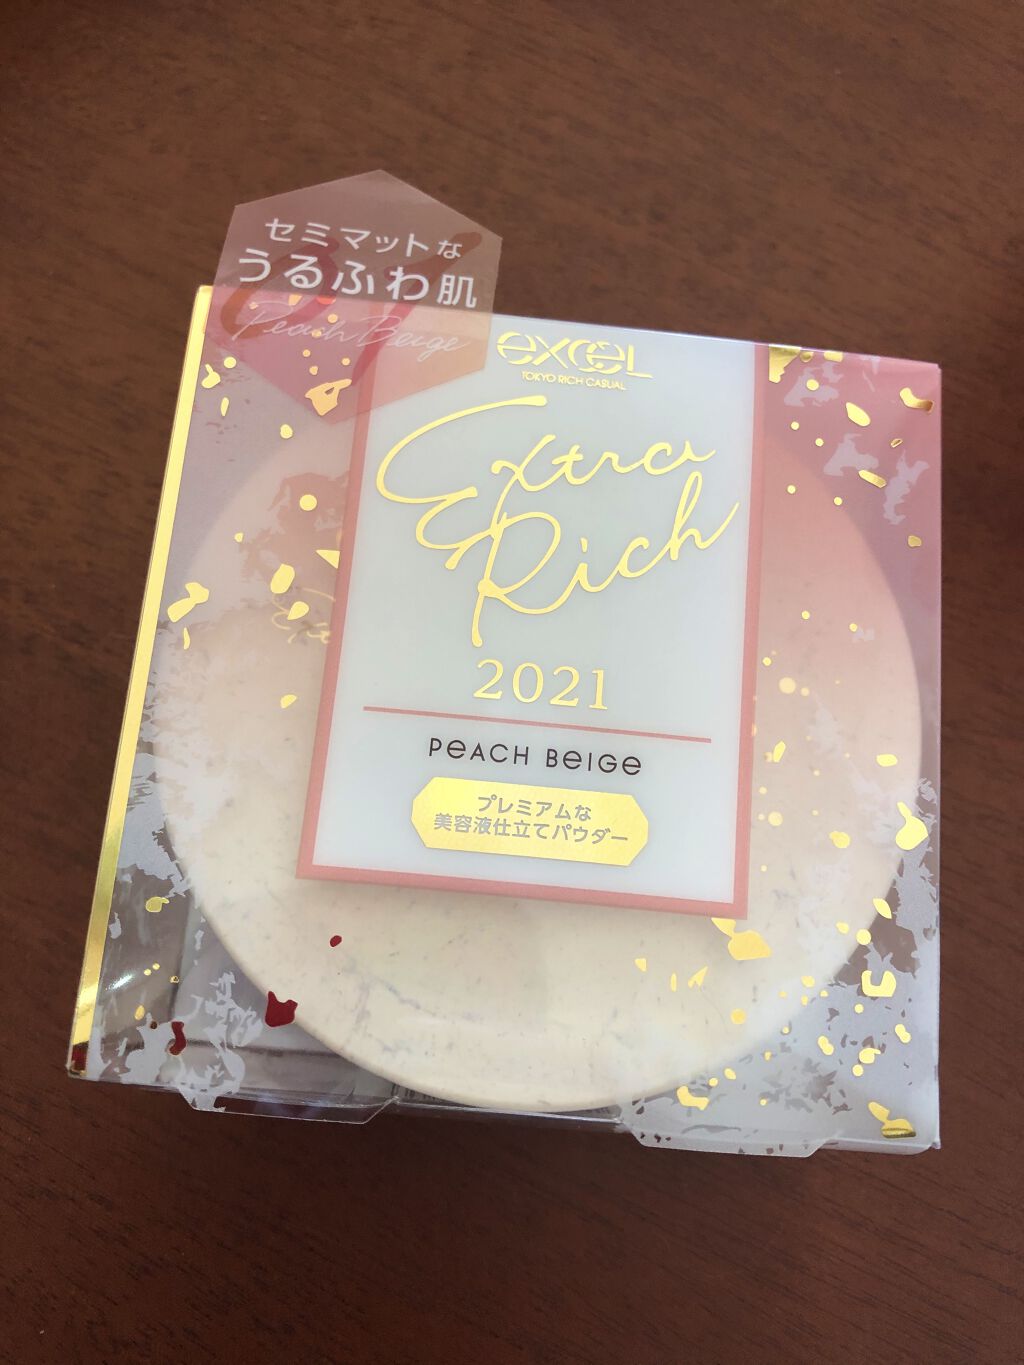 セミマットな
うるふわ肌
Peach Beige
excel
TOKYO RICH CASUAL
Extra
Rich
2021
PEACH BEIGE
プレミアムな
美容液仕立てパウダー